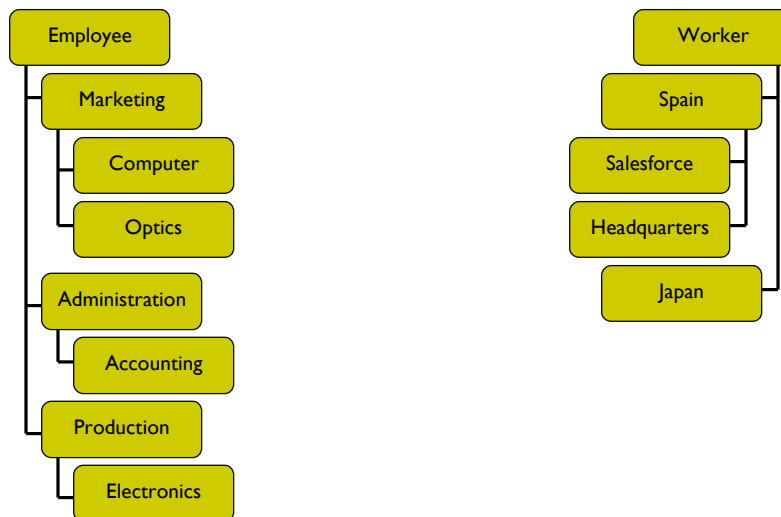 Employee
Marketing
Computer
Optics
Administration
Accounting
Production
Electronics
Worker
Spain
Salesforce
Headquarters
Japan